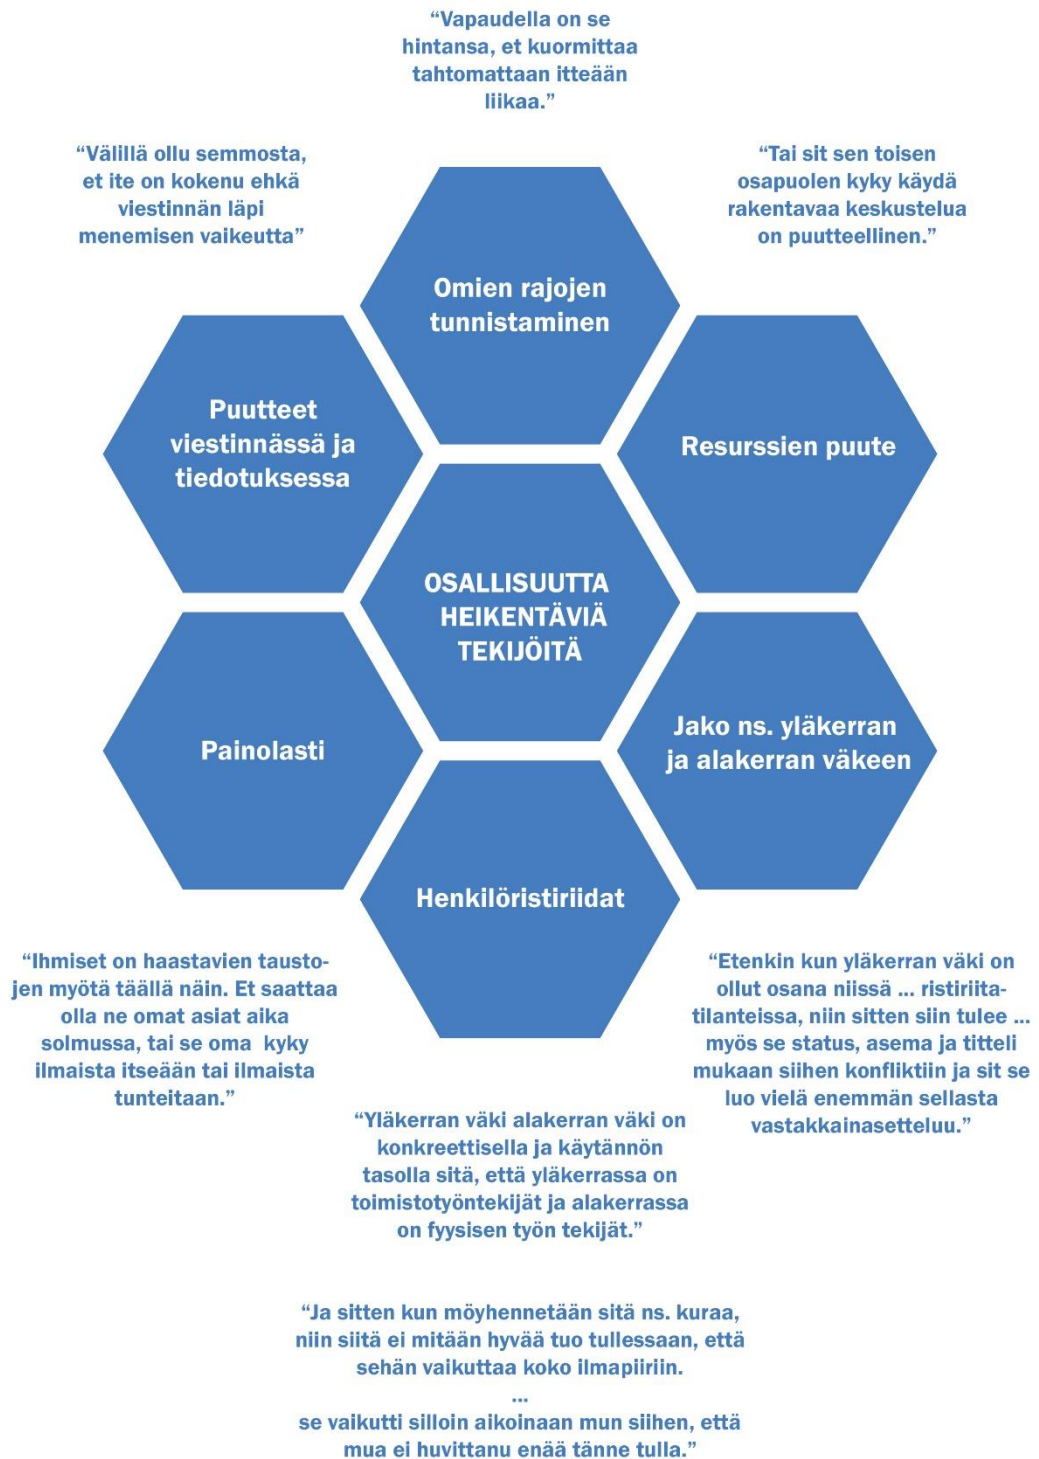 “Vapaudella on se
hintansa, et kuormittaa
tahtomattaan itteään
liikaa.”
“Välillä ollu semmosta,
et ite on kokenu ehkä
viestinnän läpi
menemisen vaikeutta”
“Tai sit sen toisen
osapuolen kyky käydä
rakentavaa keskustelua
on puutteellinen.”
Omien rajojen
tunnistaminen
Puutteet
viestinnässä ja
tiedotuksessa
Resurssien puute
OSALLISUUTTA
HEIKENTÄVIÄ
TEKIJÖITÄ
Painolasti
Jako ns. yläkerran
ja alakerran väkeen
Henkilöristiriidat
“Ihmiset on haastavien tausto-
jen myötä täällä näin. Et saattaa
olla ne omat asiat aika
solmussa, tai se oma kyky
ilmaista itseään tai ilmaista
tunteitaan.”
“Etenkin kun yläkerran väki on
ollut osana niissä ... ristiriita-
tilanteissa, niin sitten siin tulee ...
myös se status, asema ja titteli
mukaan siihen konfliktiin ja sit se
luo vielä enemmän sellasta
vastakkainasetteluu.”
“Yläkerran väki alakerran väki on
konkreettisella ja käytännön
tasolla sitä, että yläkerrassa on
toimistotyöntekijät ja alakerrassa
on fyysisen työn tekijät.”
“Ja sitten kun möyhennetään sitä ns. kuraa,
niin siitä ei mitään hyvää tuo tullessaan, että
sehän vaikuttaa koko ilmapiiriin.
...
se vaikutti silloin aikoinaan mun siihen, että
mua ei huvittanu enää tänne tulla.”